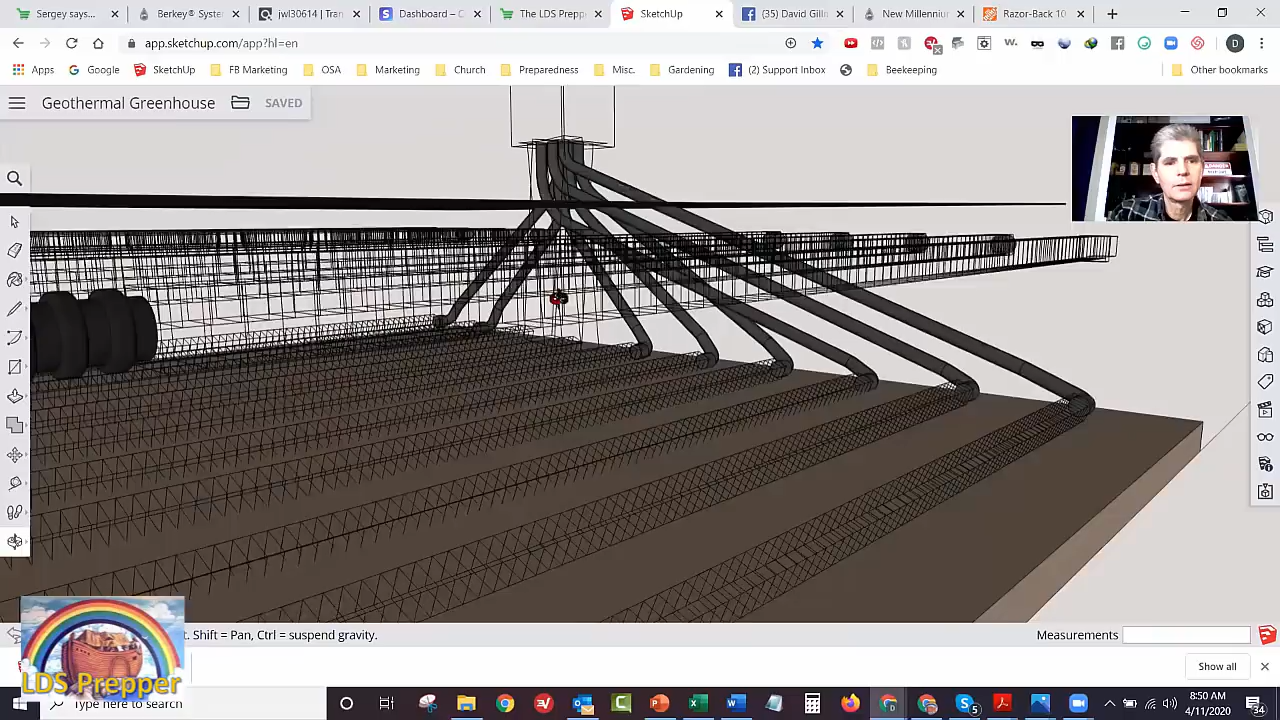 Sergey says...
Berkey® Syste
jw80614 | Tran
Dashboard – C
The LDS Prepp
SketchUp
(35) David Gilli
New Millenniu
Razor-Back 10
app.sketchup.com/app?hl=en
D
Apps
Google
SketchUp
FB Marketing
OSA
Marketing
Church
Preparedness
Misc.
Gardening
(2) Support Inbox
Beekeeping
Other bookmarks
Geothermal Greenhouse
SAVED
t. Shift = Pan, Ctrl = suspend gravity.
Measurements
LDS Prepper
Show all
Type here to search
8:50 AM
4/11/2020